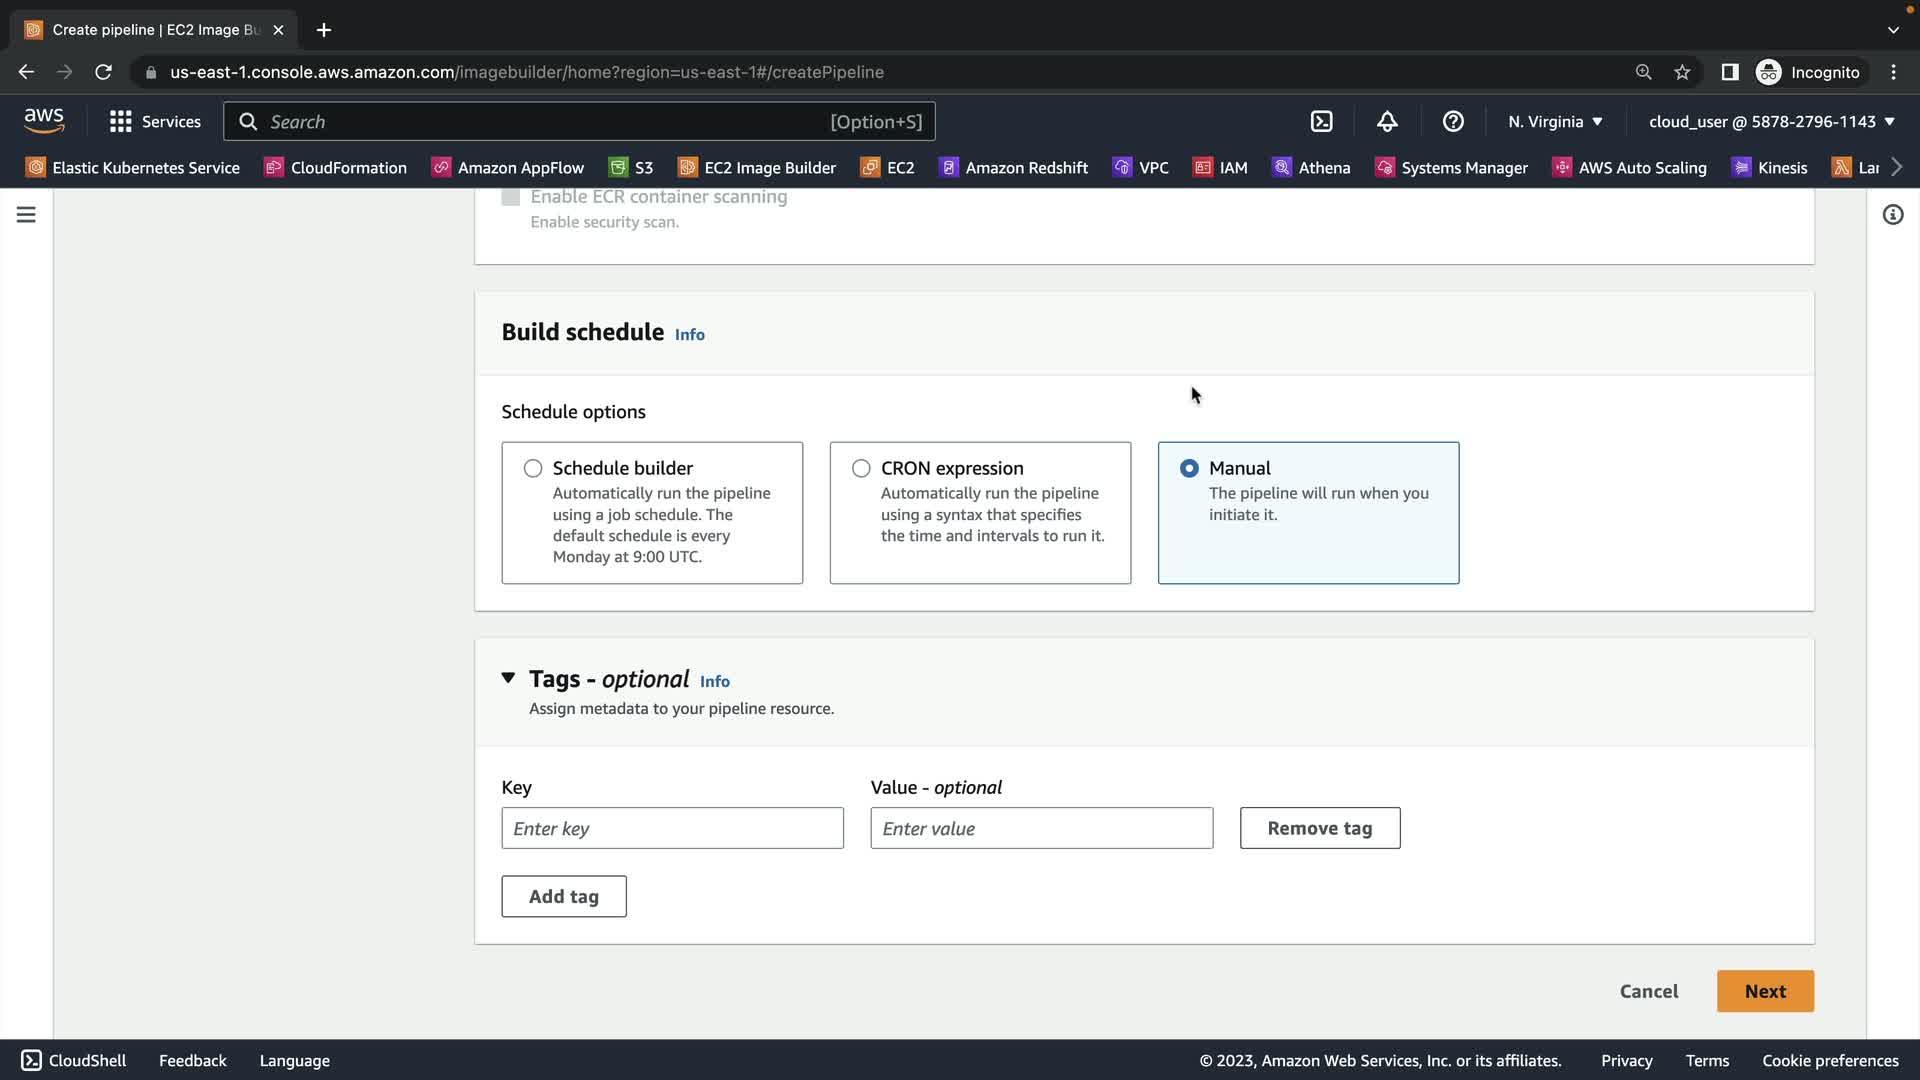 Create pipeline | EC2 Image Bu
us-east-1.console.aws.amazon.com/imagebuilder/home?region=us-east-1#/createPipeline
Incognito
aws
Services
Search
[Option+S]
N. Virginia
cloud_user @ 5878-2796-1143
Elastic Kubernetes Service
CloudFormation
Amazon AppFlow
S3
EC2 Image Builder
EC2
Amazon Redshift
VPC
IAM
Athena
Systems Manager
AWS Auto Scaling
Kinesis
Lar
Enable ECR container scanning
Enable security scan.
Build schedule Info
Schedule options
Schedule builder
Automatically run the pipeline
using a job schedule. The
default schedule is every
Monday at 9:00 UTC.
CRON expression
Automatically run the pipeline
using a syntax that specifies
the time and intervals to run it.
Manual
The pipeline will run when you
initiate it.
Tags - optional Info
Assign metadata to your pipeline resource.
Key
Value - optional
Enter key
Enter value
Remove tag
Add tag
Cancel
Next
CloudShell
Feedback
Language
© 2023, Amazon Web Services, Inc. or its affiliates.
Privacy
Terms
Cookie preferences